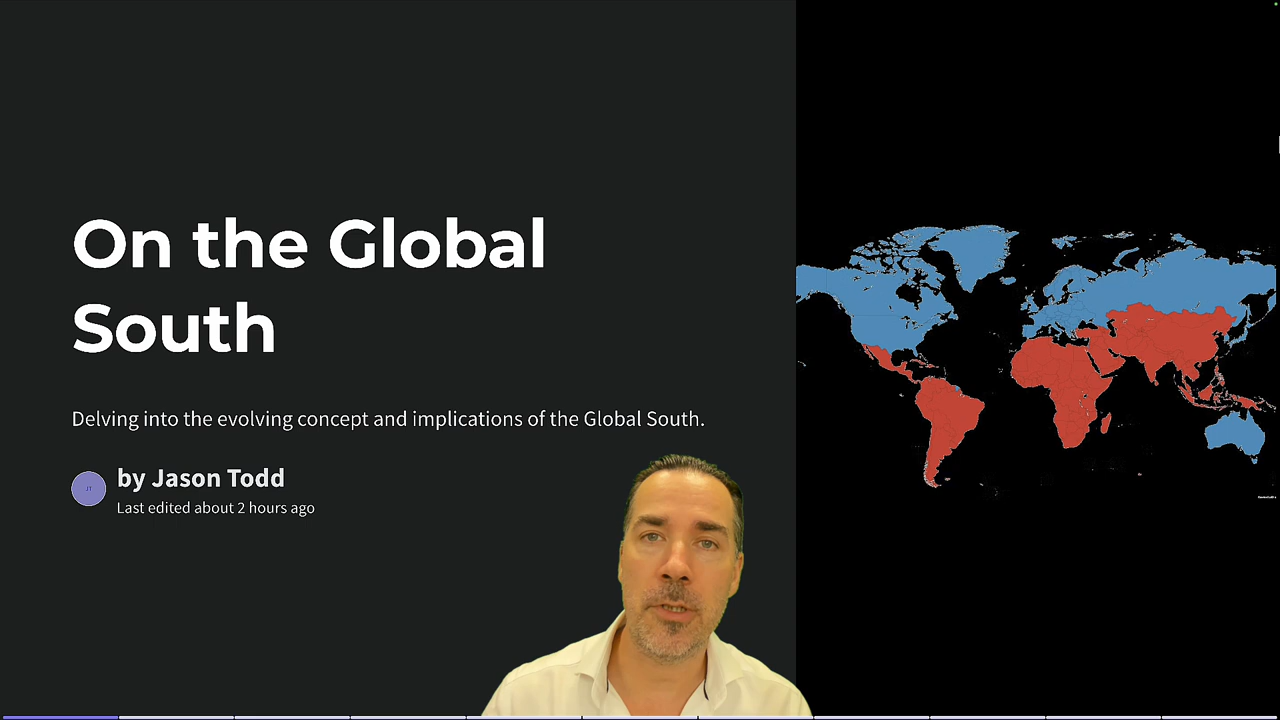 On the Global
South
Delving into the evolving concept and implications of the Global South.
JT
by Jason Todd
Last edited about 2 hours ago